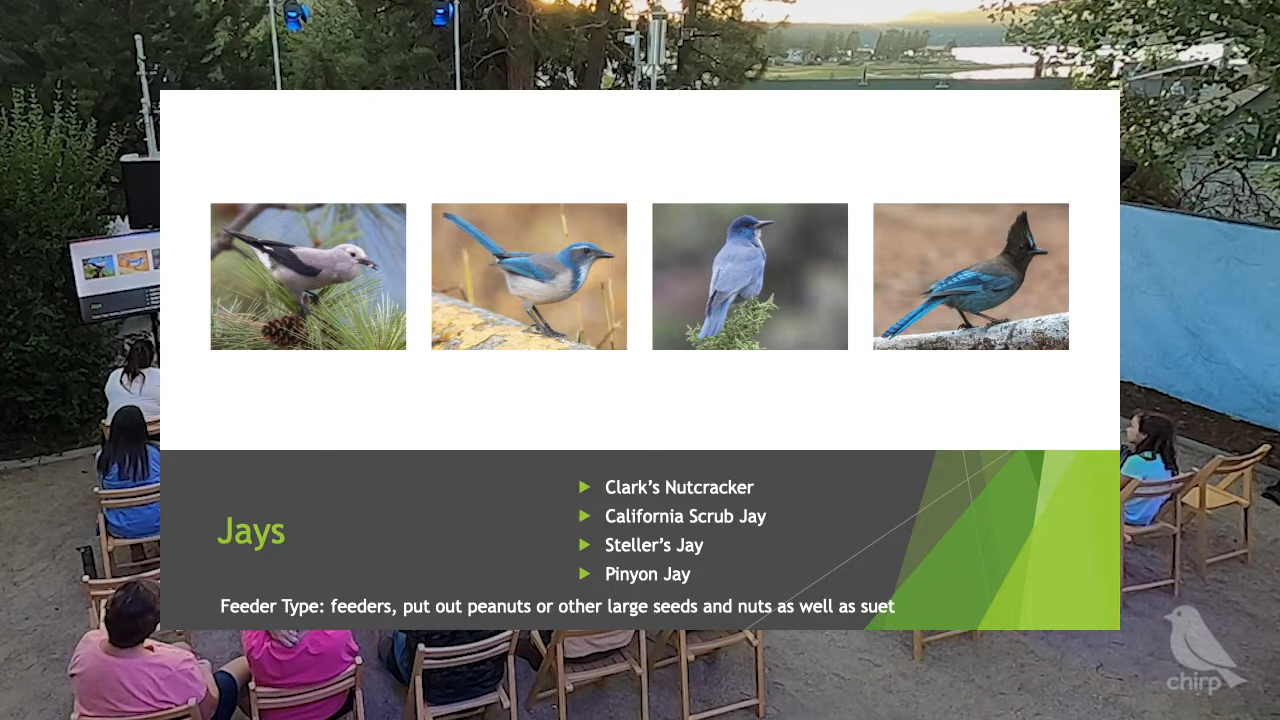 Jays
Clark's Nutcracker
California Scrub Jay
Steller's Jay
Pinyon Jay
Feeder Type: feeders, put out peanuts or other large seeds and nuts as well as suet
chirp